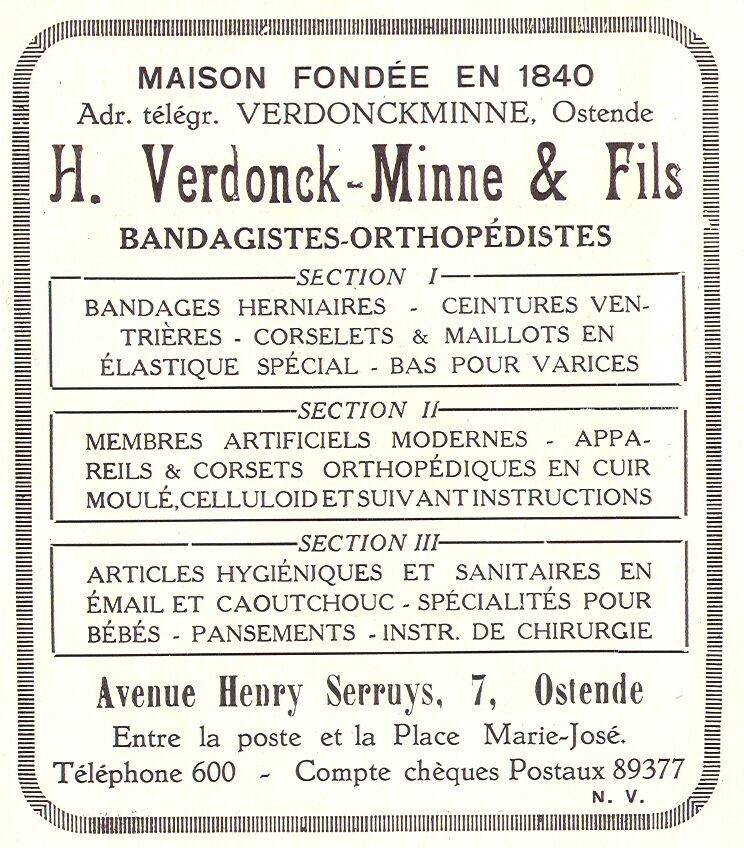 MAISON FONDÉE EN 1840
Adr. télégr. VERDONCKMINNE, Ostende
H. Verdonck-Minne & Fils
BANDAGISTES-ORTHOPÉDISTES
SECTION I
BANDAGES HERNIAIRES - CEINTURES VEN-
TRIÈRES - CORSELETS & MAILLOTS EN
ÉLASTIQUE SPÉCIAL - BAS POUR VARICES
SECTION II
MEMBRES ARTIFICIELS MODERNES - APPA-
REILS & CORSETS ORTHOPÉDIQUES EN CUIR
MOULÉ, CELLULOID ET SUIVANT INSTRUCTIONS
SECTION III
ARTICLES HYGIÉNIQUES ET SANITAIRES EN
ÉMAIL ET CAOUTCHOUC - SPÉCIALITÉS POUR
BÉBÉS - PANSEMENTS - INSTR. DE CHIRURGIE
Avenue Henry Serruys, 7, Ostende
Entre la poste et la Place Marie-José.
Téléphone 600 - Compte chèques Postaux 89377
N. V.